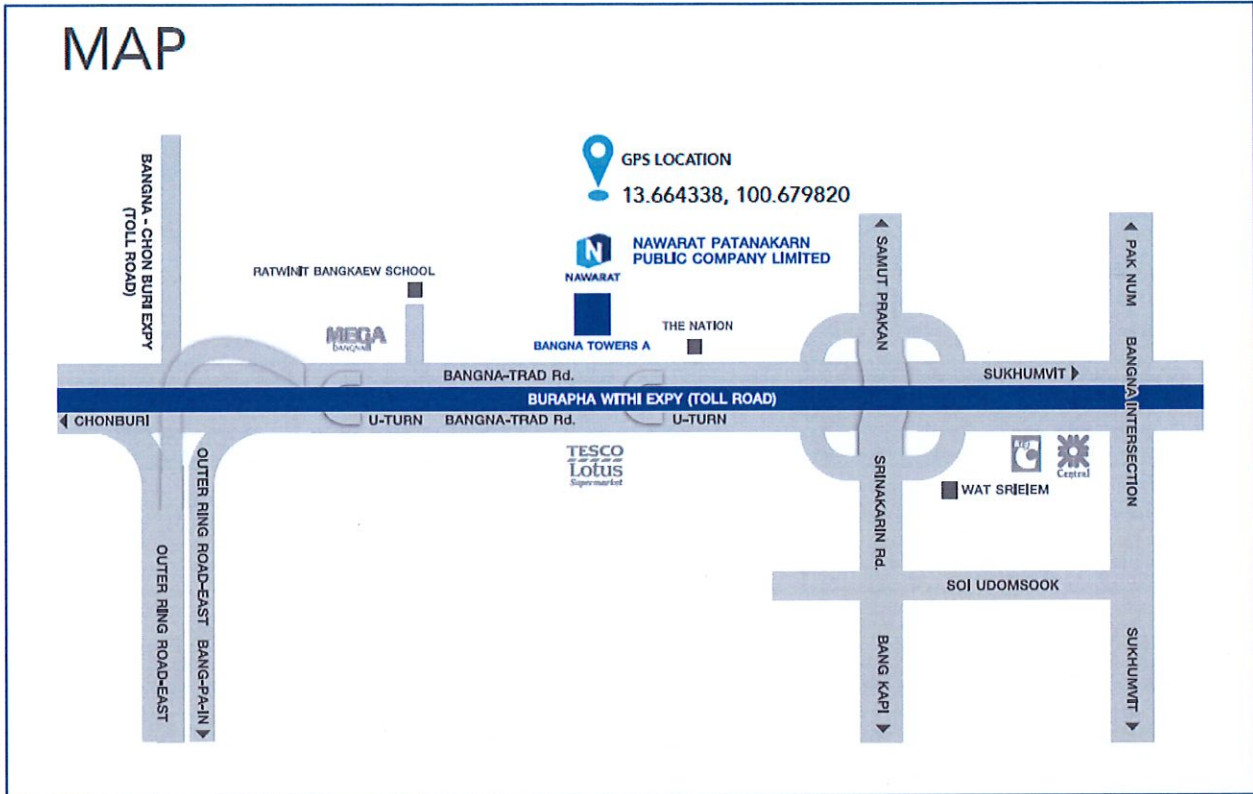 MAP
BANGNA - CHON BURI EXPY
(TOLL ROAD)
GPS LOCATION
13.664338, 100.679820
N
NAWARAT
NAWARAT PATANAKARN
PUBLIC COMPANY LIMITED
RATWINIT BANGKAEW SCHOOL
MEGA
BANGNA
BANGNA TOWERS A
THE NATION
SAMUT PRAKAN
PAK NUM
BANGNA INTERSECTION
BANGNA-TRAD Rd.
SUKHUMVIT
BURAPHA WITHI EXPY (TOLL ROAD)
CHONBURI
U-TURN
BANGNA-TRAD Rd.
U-TURN
TESCO
Lotus
Supermarket
Big
C
Central
WAT SRIEIEM
OUTER RING ROAD-EAST
OUTER RING ROAD-EAST BANG-PA-IN
SRINAKARIN Rd.
SOI UDOMSOOK
BANG KAPI
SUKHUMVIT